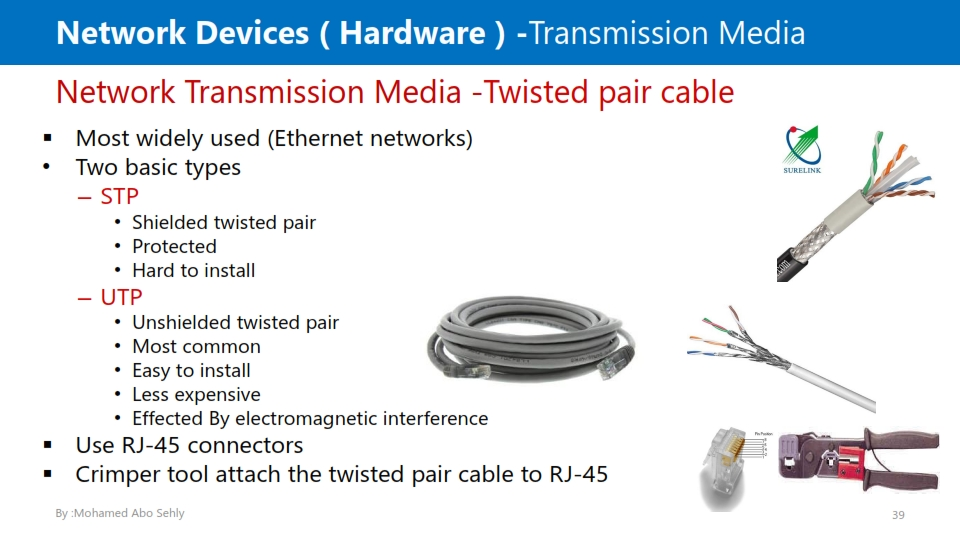 Network Devices ( Hardware ) -Transmission Media
Network Transmission Media -Twisted pair cable
▪ Most widely used (Ethernet networks)
• Two basic types
– STP
• Shielded twisted pair
• Protected
• Hard to install
– UTP
• Unshielded twisted pair
• Most common
• Easy to install
• Less expensive
• Effected By electromagnetic interference
▪ Use RJ-45 connectors
▪ Crimper tool attach the twisted pair cable to RJ-45
SURELINK
Pin Position
By :Mohamed Abo Sehly
39